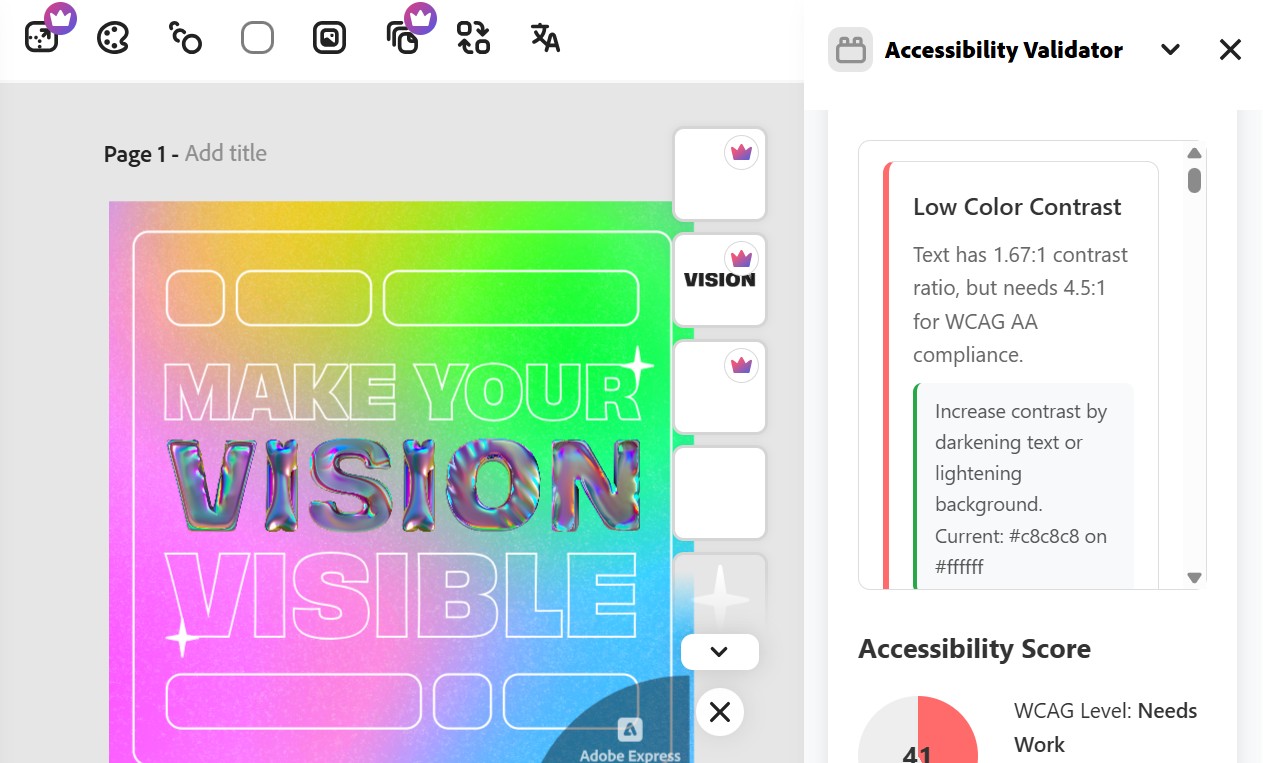 Accessibility Validator
Page 1 - Add title
MAKE YOUR
VISION
VISIBLE
Adobe Express
VISION
Low Color Contrast
Text has 1.67:1 contrast
ratio, but needs 4.5:1
for WCAG AA
compliance.
Increase contrast by
darkening text or
lightening
background.
Current: #c8c8c8 on
#ffffff
Accessibility Score
41
WCAG Level: Needs
Work